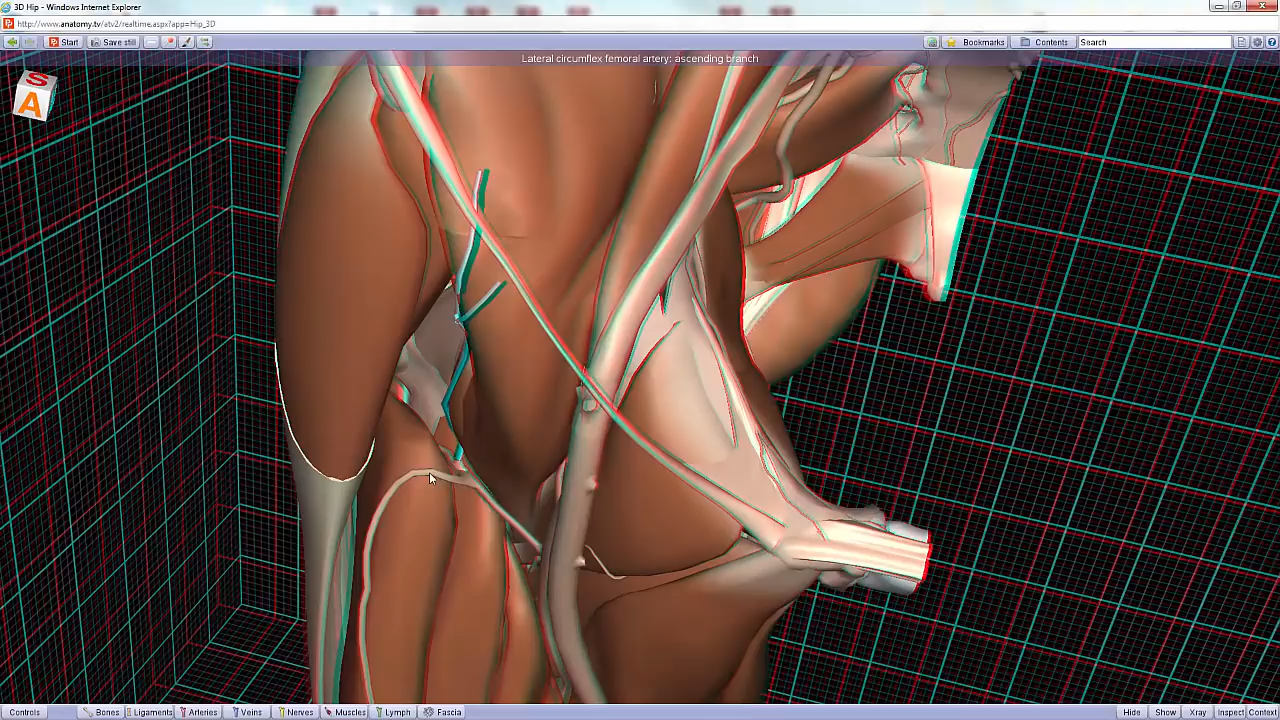 3D Hip - Windows Internet Explorer
http://www.anatomy.tv/atv2/realtime.aspx?app=Hip_3D
Start Save still Bookmarks Contents Search
Lateral circumflex femoral artery: ascending branch
S
A
Controls Bones Ligaments Arteries Veins Nerves Muscles Lymph Fascia Hide Show Xray Inspect Context